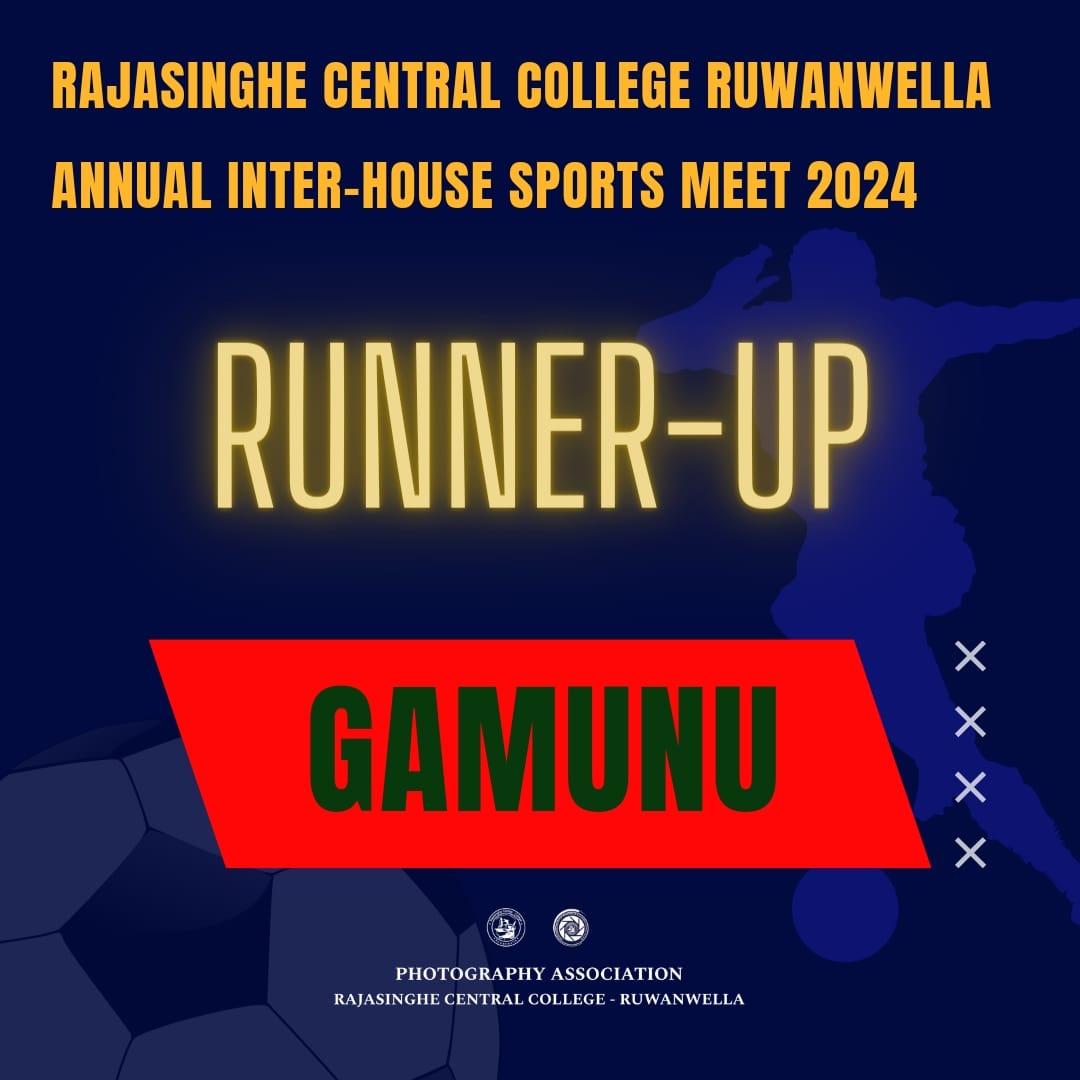 RAJASINGHE CENTRAL COLLEGE RUWANWELLA
ANNUAL INTER-HOUSE SPORTS MEET 2024
RUNNER-UP
GAMUNU
PHOTOGRAPHY ASSOCIATION
RAJASINGHE CENTRAL COLLEGE - RUWANWELLA